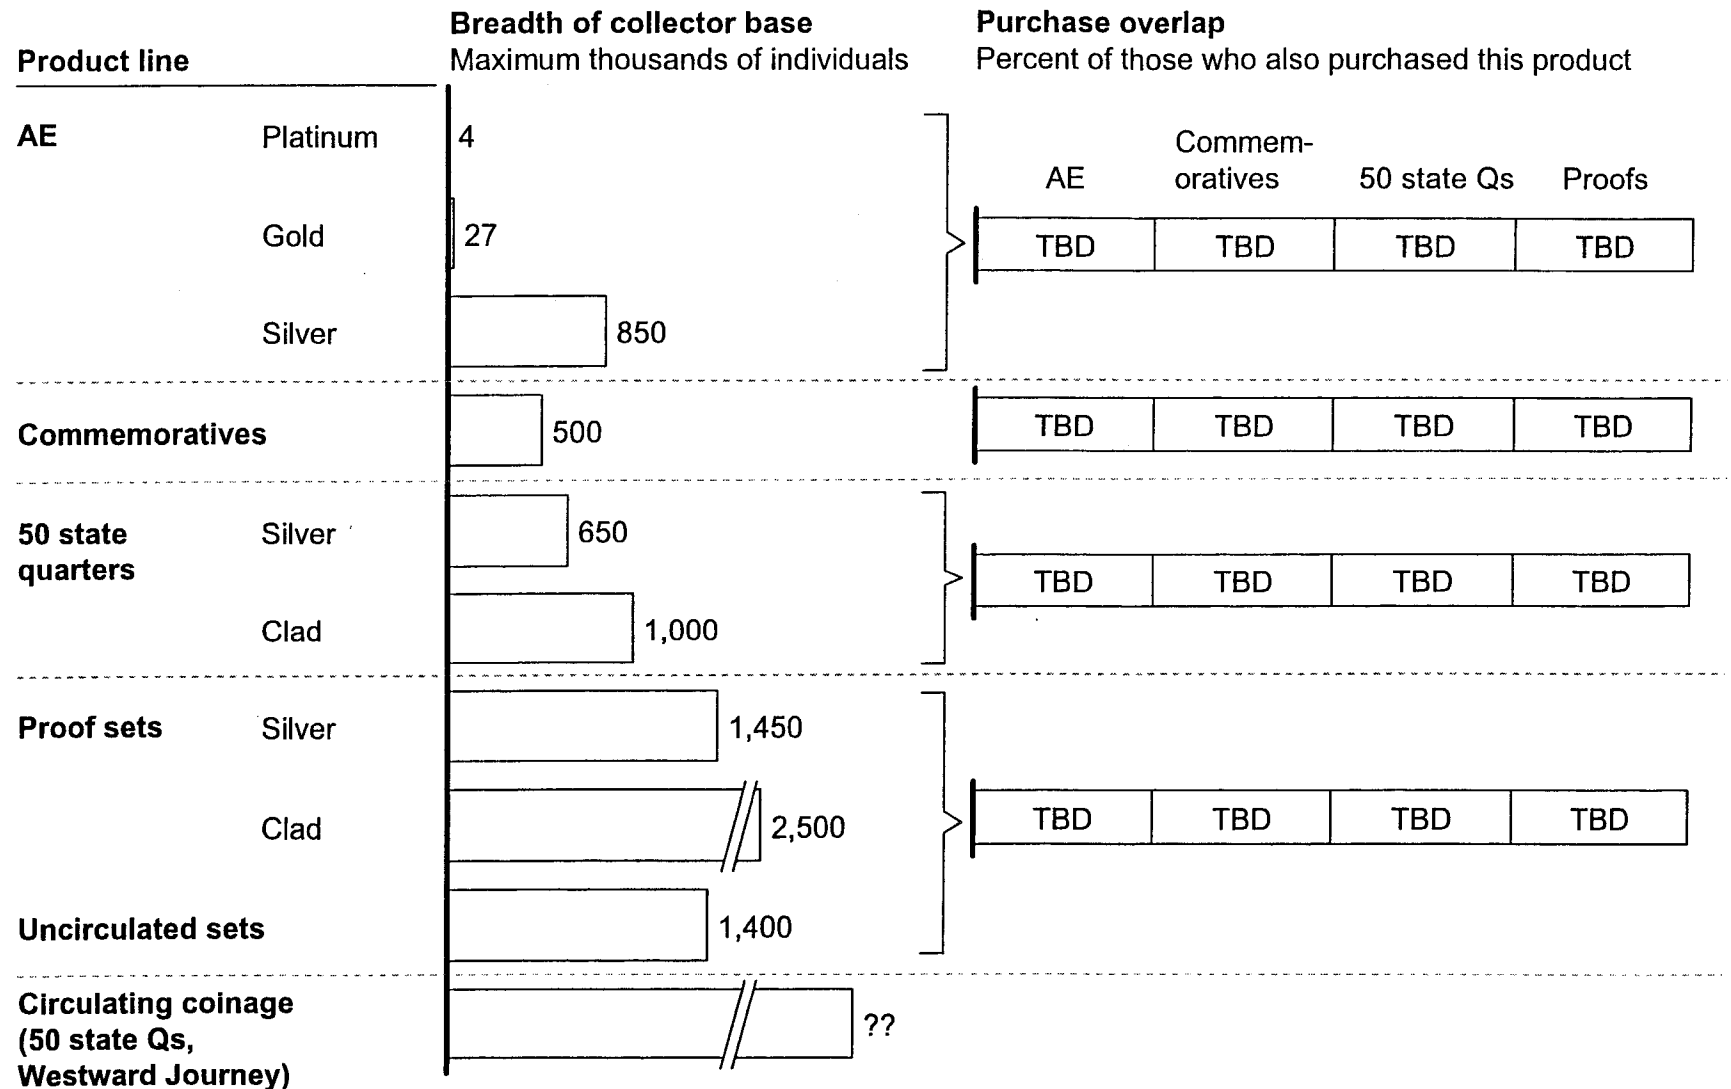 Breadth of collector base
Maximum thousands of individuals
Purchase overlap
Percent of those who also purchased this product
Product line
AE
Commem-
oratives
50 state Qs
Proofs
AE
Platinum
4
Gold
27
TBD TBD TBD TBD
Silver
850
Commemoratives
500
TBD TBD TBD TBD
50 state
quarters
Silver
650
Clad
1,000
TBD TBD TBD TBD
Proof sets
Silver
1,450
Clad
2,500
TBD TBD TBD TBD
Uncirculated sets
1,400
Circulating coinage
(50 state Qs,
Westward Journey)
??